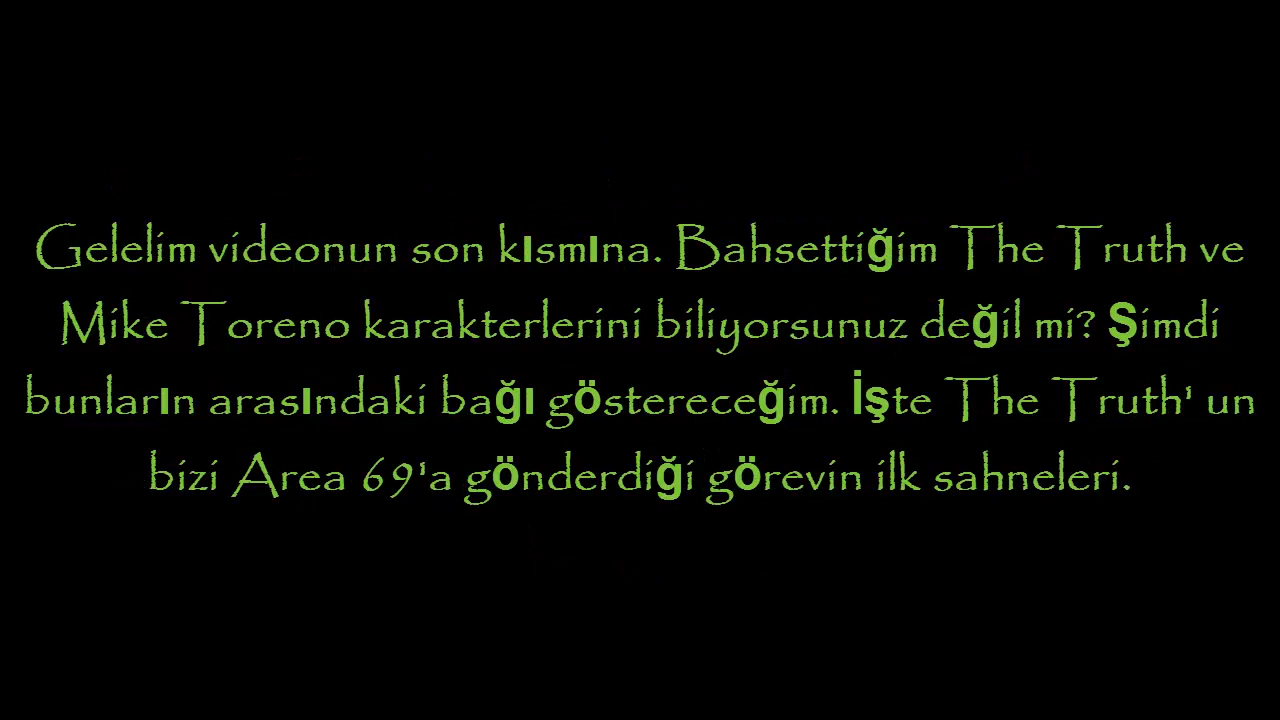 Gelelim videonun son kısmına. Bahsettiğim The Truth ve
Mike Toreno karakterlerini biliyorsunuz değil mi? Şimdi
bunların arasındaki bağı göstereceğim. İşte The Truth' un
bizi Area 69'a gönderdiği görevin ilk sahneleri.